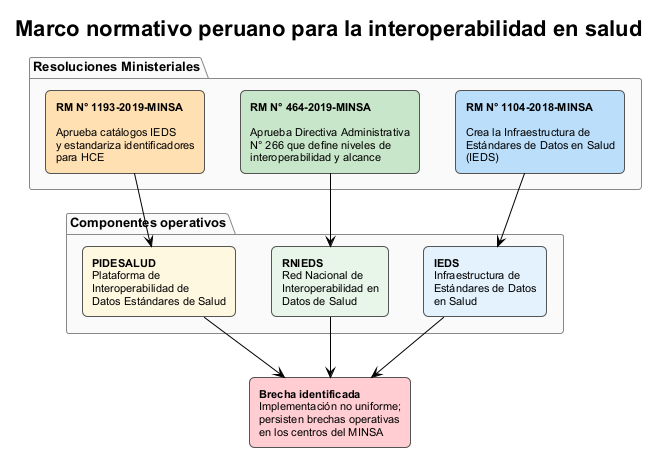 Marco normativo peruano para la interoperabilidad en salud
Resoluciones Ministeriales
RM N° 1193-2019-MINSA
Aprueba catálogos IEDS
y estandariza identificadores
para HCE
RM N° 464-2019-MINSA
Aprueba Directiva Administrativa
N° 266 que define niveles de
interoperabilidad y alcance
RM N° 1104-2018-MINSA
Crea la Infraestructura de
Estándares de Datos en Salud
(IEDS)
Componentes operativos
PIDESALUD
Plataforma de
Interoperabilidad de
Datos Estándares de Salud
RNIEDS
Red Nacional de
Interoperabilidad en
Datos de Salud
IEDS
Infraestructura de
Estándares de Datos
en Salud
Brecha identificada
Implementación no uniforme;
persisten brechas operativas
en los centros del MINSA